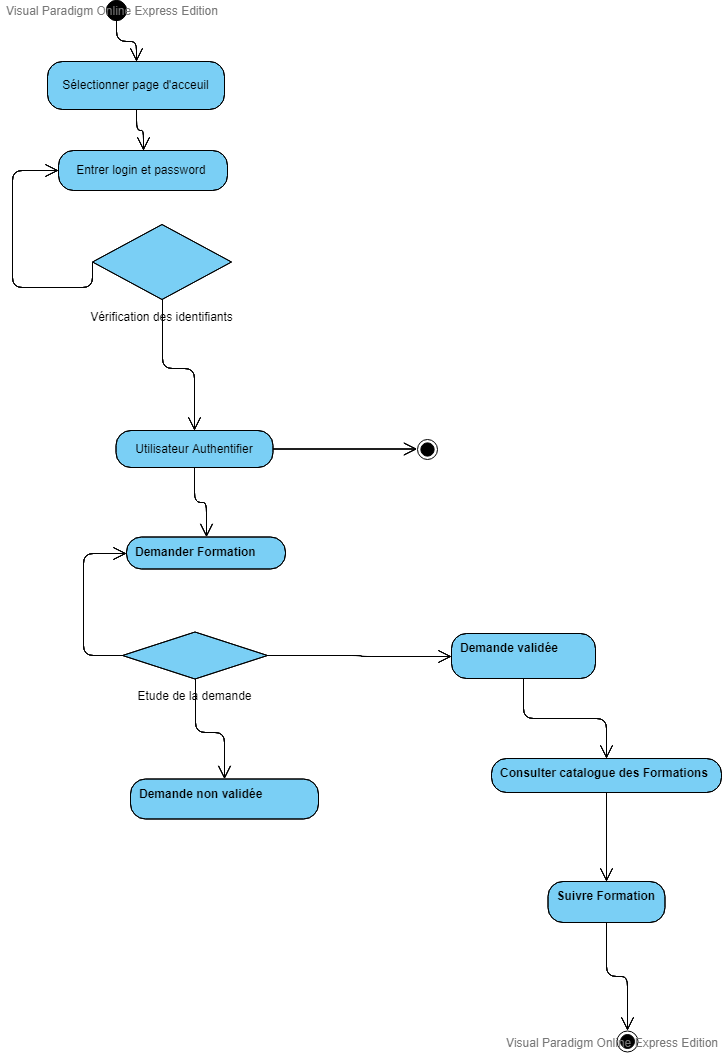 Visual Paradigm Online Express Edition
Sélectionner page d'acceuil
Entrer login et password
Vérification des identifiants
Utilisateur Authentifier
Demander Formation
Demande validée
Etude de la demande
Consulter catalogue des Formations
Demande non validée
Suivre Formation
Visual Paradigm Online Express Edition